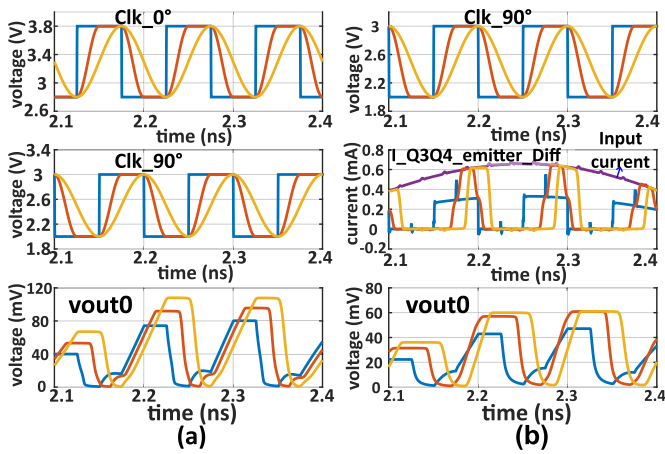 Clk_0°
voltage (V)
3.8
3.4
3
2.6
2.1
2.2
2.3
2.4
time (ns)
Clk_90°
voltage (V)
3.4
3
2.6
2.2
1.8
2.1
2.2
2.3
2.4
time (ns)
vout0
voltage (mV)
120
80
40
0
2.1
2.2
2.3
2.4
time (ns)
(a)
Clk_90°
voltage (V)
3
2.6
2.2
1.8
2.1
2.2
2.3
2.4
time (ns)
I_Q3Q4_emitter_Diff
Input
current
current (mA)
0.8
0.6
0.4
0.2
0
-0.2
2.1
2.2
2.3
2.4
time (ns)
vout0
voltage (mV)
80
60
40
20
0
2.1
2.2
2.3
2.4
time (ns)
(b)